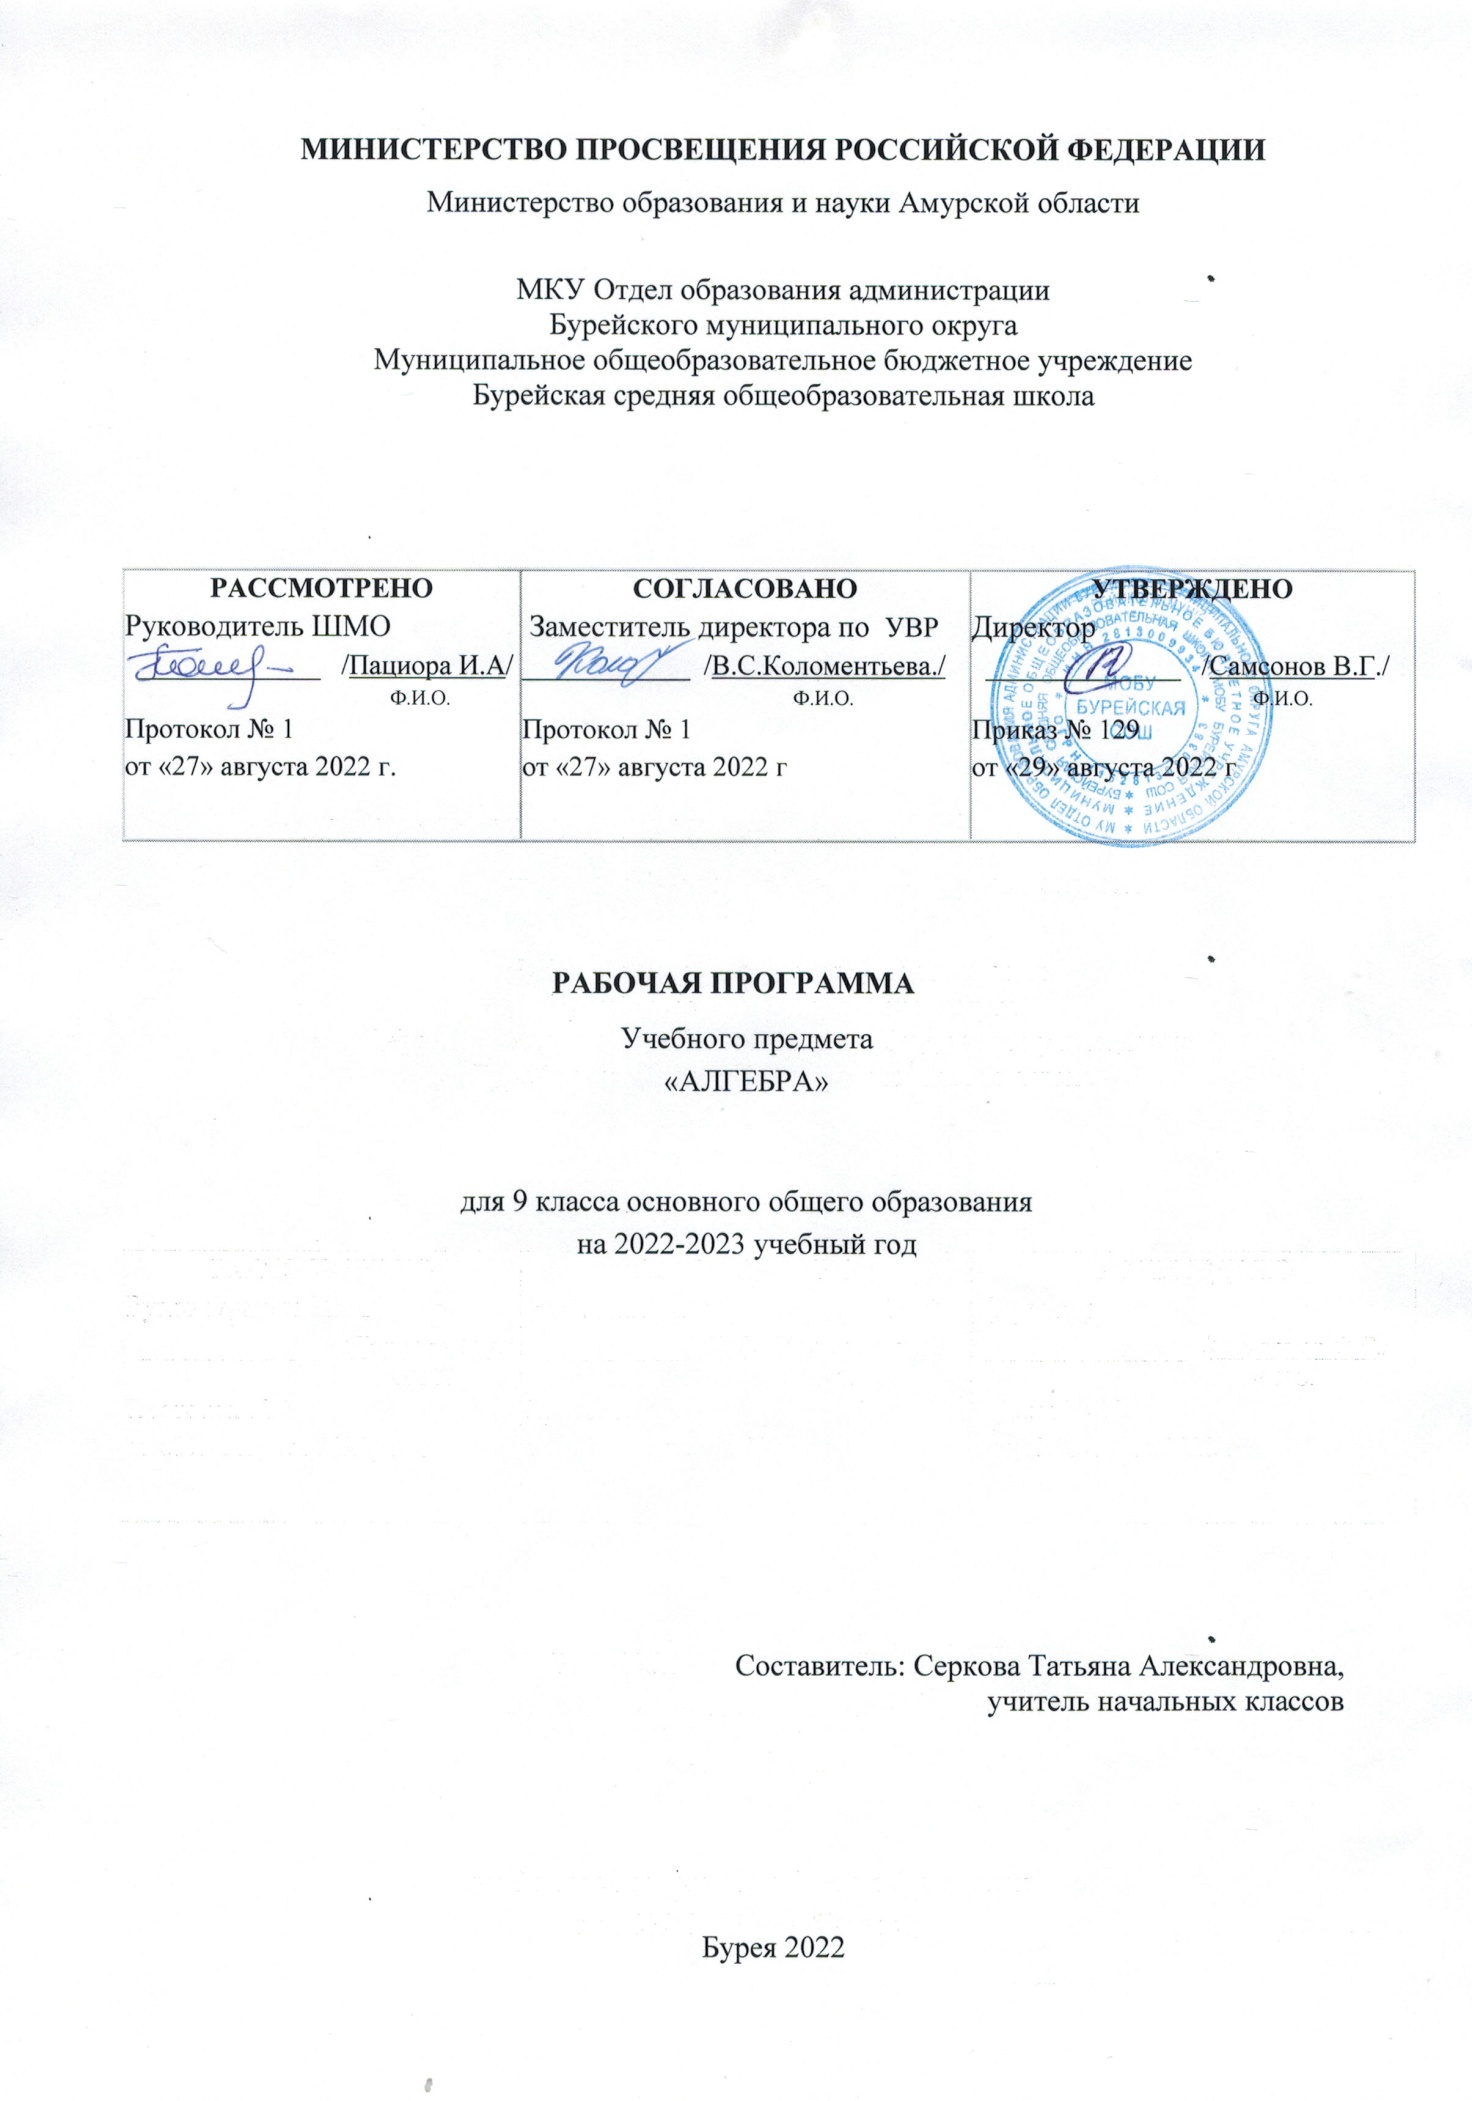 МИНИСТЕРСТВО ПРОСВЕЩЕНИЯ РОССИЙСКОЙ ФЕДЕРАЦИИ
Министерство образования и науки Амурской области
МКУ Отдел образования администрации
Бурейского муниципального округа
Муниципальное общеобразовательное бюджетное учреждение
Бурейская средняя общеобразовательная школа
РАССМОТРЕНО
Руководитель ШМО
/Пациора И.А/
Ф.И.О.
Протокол № 1
от «27» августа 2022 г.
СОГЛАСОВАНО
Заместитель директора по УВР
/В.С.Коломентьева./
Ф.И.О.
Протокол № 1
от «27» августа 2022 г
УТВЕРЖДЕНО
Директор
/Самсонов В.Г./
Ф.И.О.
Приказ № 129
от «29» августа 2022 г
МОБУ
БУРЕЙСКАЯ
СОШ
РАБОЧАЯ ПРОГРАММА
Учебного предмета
«АЛГЕБРА»
для 9 класса основного общего образования
на 2022-2023 учебный год
Составитель: Серкова Татьяна Александровна,
учитель начальных классов
Бурея 2022